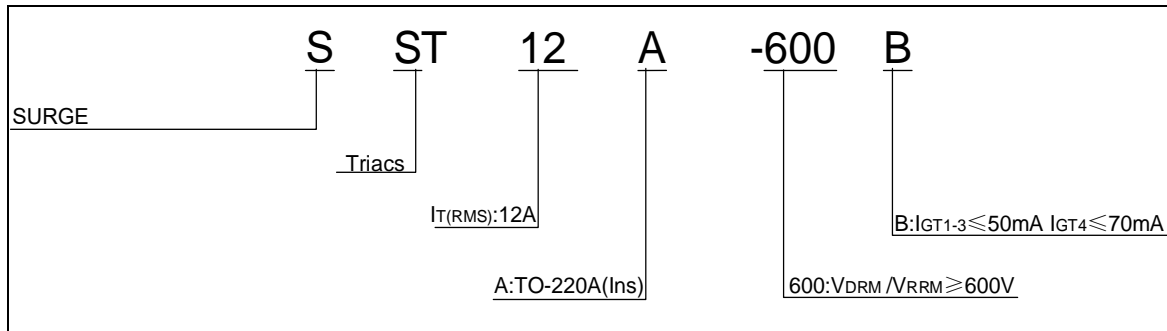 S ST 12 A -600 B
SURGE
Triacs
IT(RMS):12A
B:IGT1-3≤50mA IGT4≤70mA
A:TO-220A(Ins)
600:VDRM /VRRM≥600V